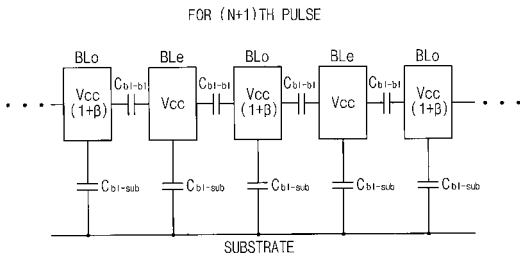 FOR (N+1)TH PULSE
BLo BLe BLo BLe BLo
Cbl-bl Cbl-bl Cbl-bl Cbl-bl
Vcc (1+β) Vcc Vcc (1+β) Vcc Vcc (1+β)
Cbl-sub Cbl-sub Cbl-sub Cbl-sub Cbl-sub
SUBSTRATE